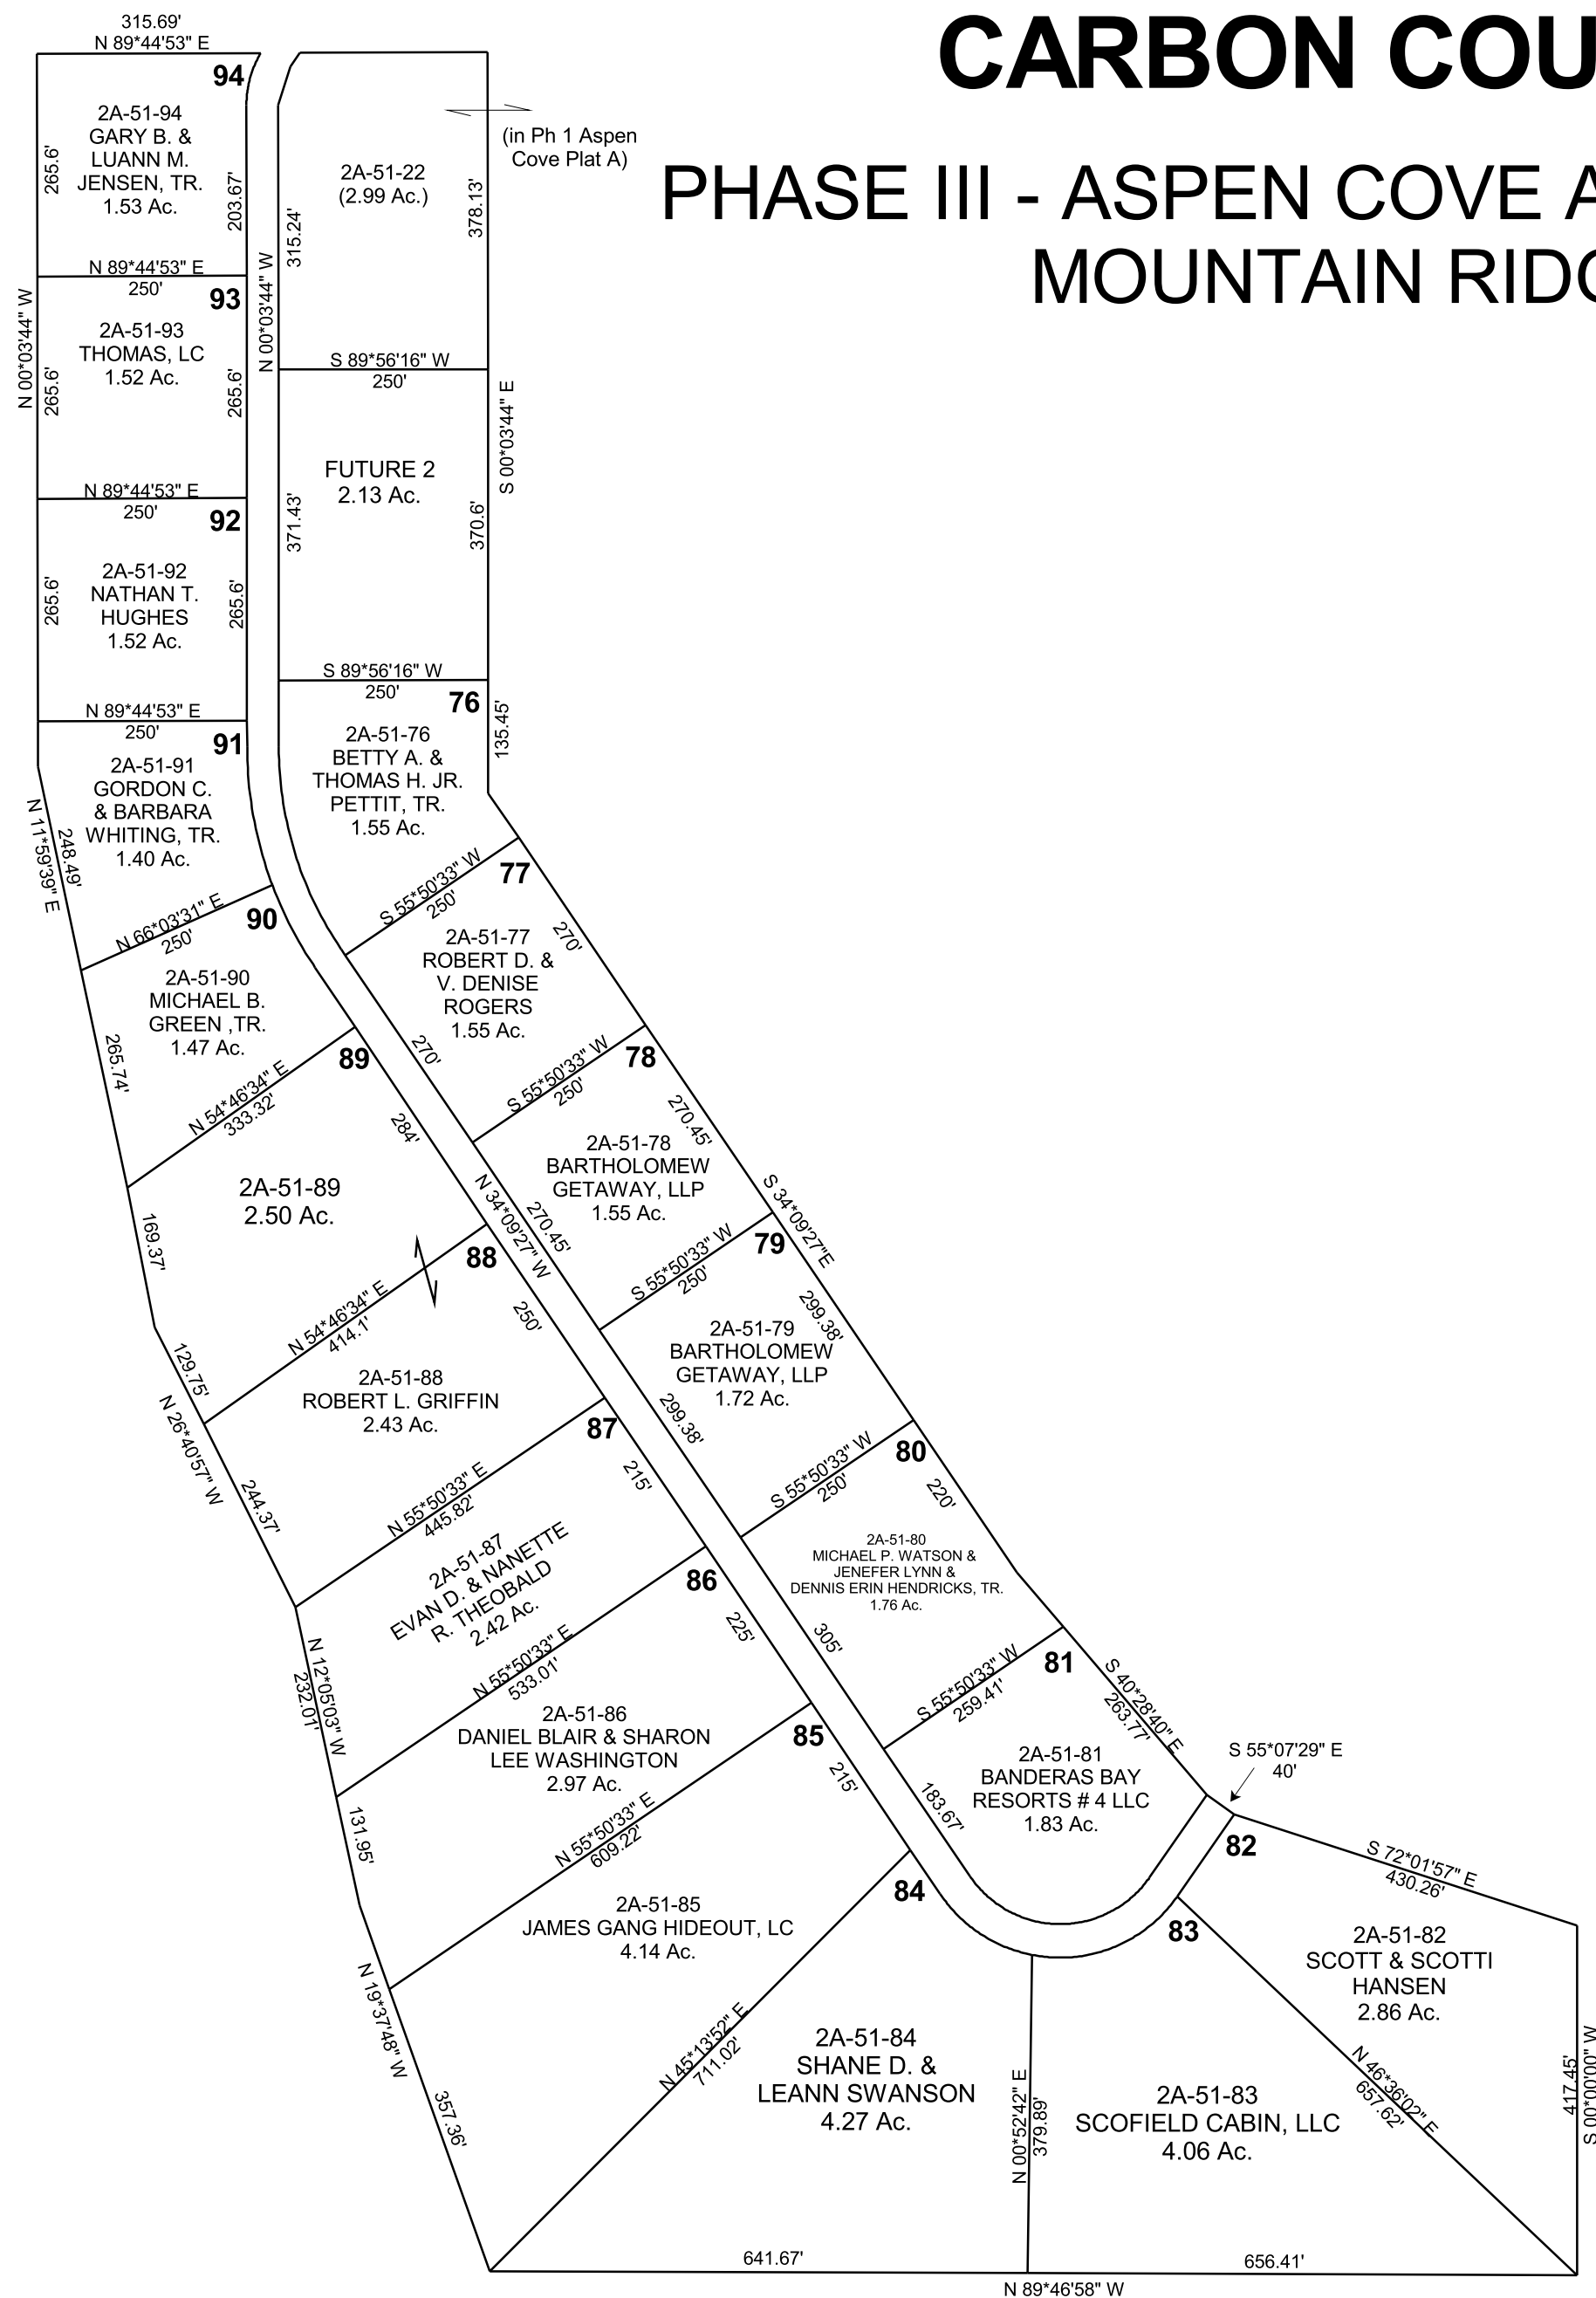 CARBON COU
PHASE III - ASPEN COVE A
MOUNTAIN RIDG
315.69'
N 89*44'53" E
94
2A-51-94
GARY B. &
LUANN M.
JENSEN, TR.
1.53 Ac.
265.6'
203.67'
2A-51-22
(2.99 Ac.)
315.24'
378.13'
(in Ph 1 Aspen
Cove Plat A)
N 89*44'53" E
250'
93
2A-51-93
THOMAS, LC
1.52 Ac.
N 00*03'44" W
265.6'
265.6'
N 00*03'44" W
S 89*56'16" W
250'
S 00*03'44" E
FUTURE 2
2.13 Ac.
371.43'
370.6'
N 89*44'53" E
250'
92
2A-51-92
NATHAN T.
HUGHES
1.52 Ac.
265.6'
265.6'
S 89*56'16" W
250'
76
135.45'
2A-51-76
BETTY A. &
THOMAS H. JR.
PETTIT, TR.
1.55 Ac.
N 89*44'53" E
250'
91
2A-51-91
GORDON C.
& BARBARA
WHITING, TR.
1.40 Ac.
N 11*59'39" E
248.49'
S 55*50'33" W
250'
77
2A-51-77
ROBERT D. &
V. DENISE
ROGERS
1.55 Ac.
270'
270'
N 66*03'31" E
250'
90
2A-51-90
MICHAEL B.
GREEN ,TR.
1.47 Ac.
265.74'
S 55*50'33" W
250'
78
2A-51-78
BARTHOLOMEW
GETAWAY, LLP
1.55 Ac.
270.45'
270.45'
N 54*46'34" E
333.32'
89
284'
2A-51-89
2.50 Ac.
169.37'
129.75'
N 34*09'27" W
S 34*09'27"E
S 55*50'33" W
250'
79
2A-51-79
BARTHOLOMEW
GETAWAY, LLP
1.72 Ac.
299.38'
299.38'
N 54*46'34" E
414.1'
88
250'
2A-51-88
ROBERT L. GRIFFIN
2.43 Ac.
N 26*40'57" W
244.37'
S 55*50'33" W
250'
80
220'
2A-51-80
MICHAEL P. WATSON &
JENEFER LYNN &
DENNIS ERIN HENDRICKS, TR.
1.76 Ac.
305'
N 55*50'33" E
445.82'
87
215'
2A-51-87
EVAN D. & NANETTE
R. THEOBALD
2.42 Ac.
N 12*05'03" W
232.01'
S 55*50'33" W
259.41'
81
S 40*28'40" E
263.77'
2A-51-81
BANDERAS BAY
RESORTS # 4 LLC
1.83 Ac.
183.67'
S 55*07'29" E
40'
N 55*50'33" E
533.01'
86
225'
2A-51-86
DANIEL BLAIR & SHARON
LEE WASHINGTON
2.97 Ac.
131.95'
N 55*50'33" E
609.22'
85
215'
2A-51-85
JAMES GANG HIDEOUT, LC
4.14 Ac.
N 19*37'48" W
357.36'
82
S 72*01'57" E
430.26'
2A-51-82
SCOTT & SCOTTI
HANSEN
2.86 Ac.
417.45'
S 00*00'00" W
84
N 45*13'52" E
711.02'
2A-51-84
SHANE D. &
LEANN SWANSON
4.27 Ac.
N 00*52'42" E
379.89'
83
2A-51-83
SCOFIELD CABIN, LLC
4.06 Ac.
N 46*36'02" E
657.62'
641.67'
656.41'
N 89*46'58" W